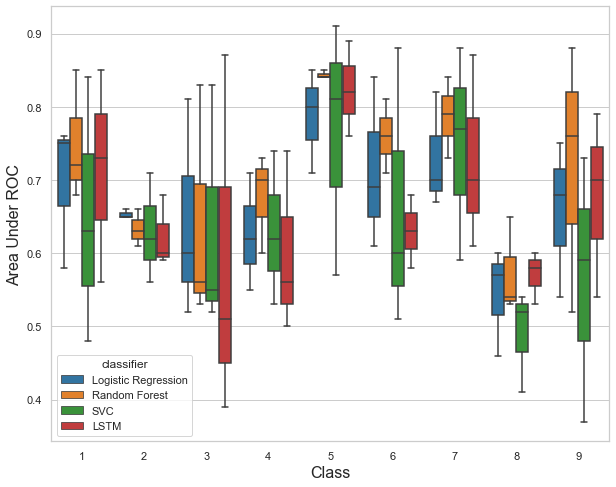 0.9
0.8
0.7
0.6
0.5
0.4
Area Under ROC
classifier
Logistic Regression
Random Forest
SVC
LSTM
1 2 3 4 5 6 7 8 9
Class